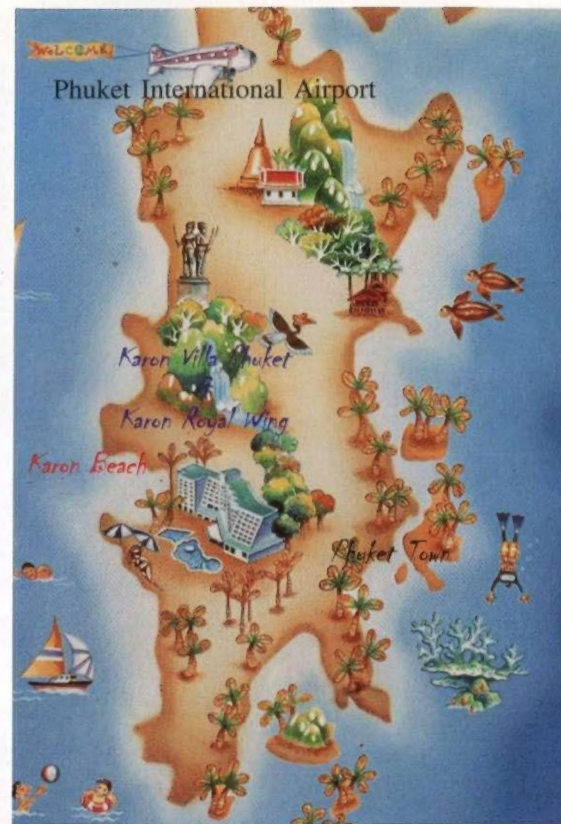 WELCOME
Phuket International Airport
Karon Villa Phuket
&
Karon Royal Wing
Karon Beach
Phuket Town